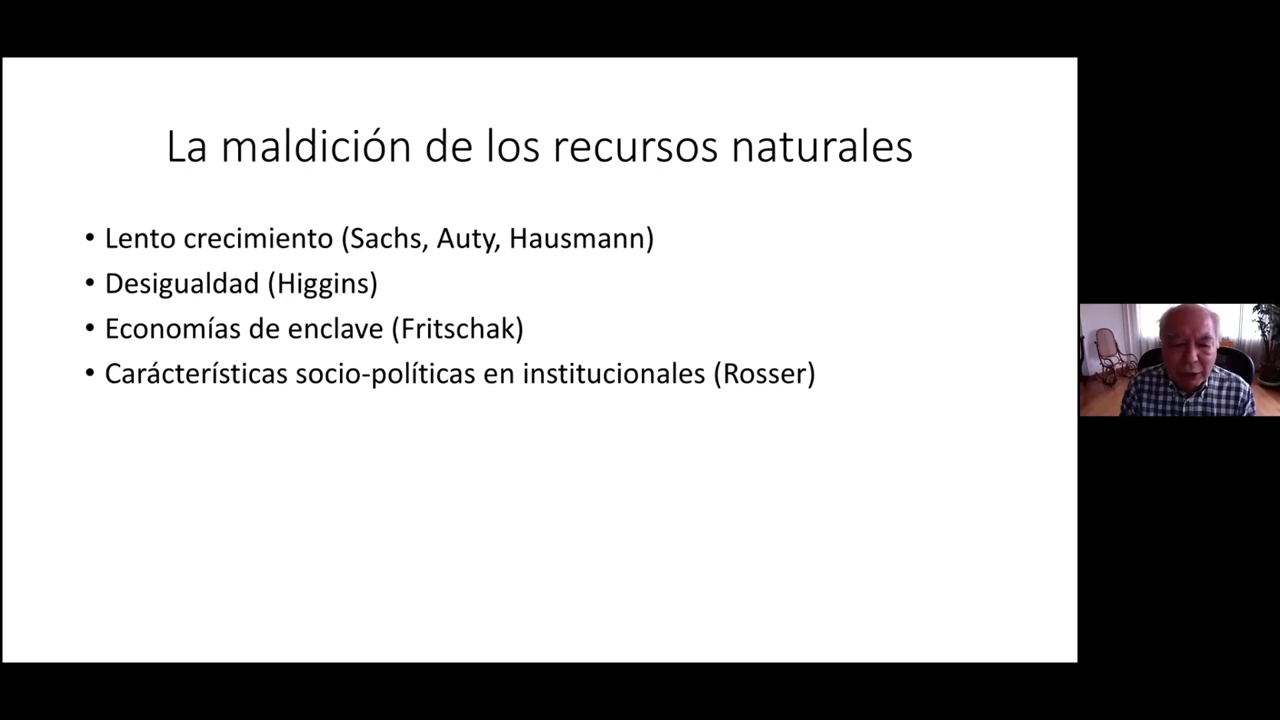 La maldición de los recursos naturales
• Lento crecimiento (Sachs, Auty, Hausmann)
• Desigualdad (Higgins)
• Economías de enclave (Fritschak)
• Carácterísticas socio-políticas en institucionales (Rosser)